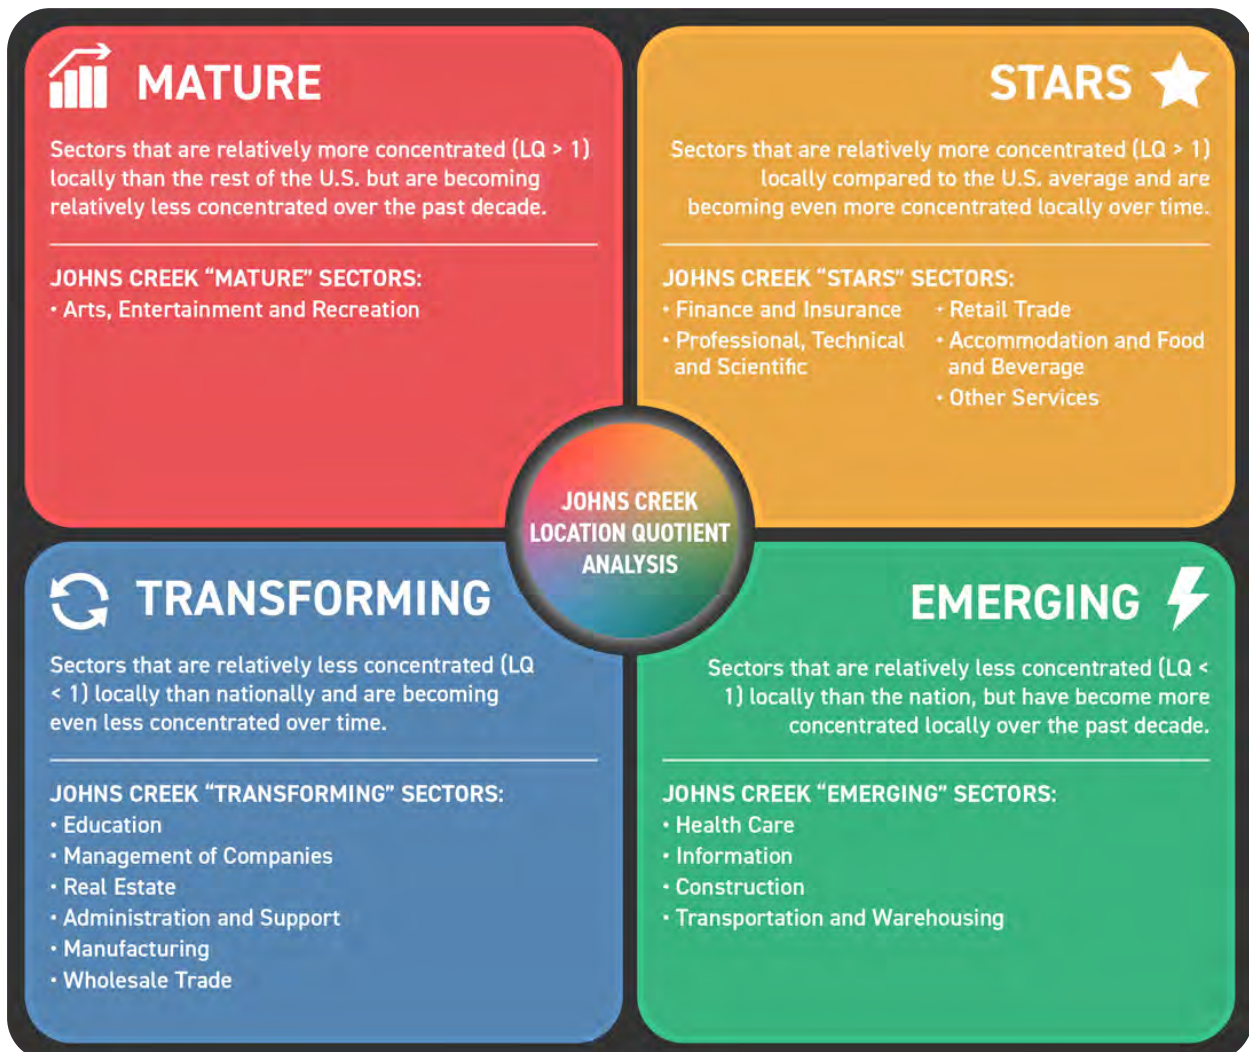 MATURE
Sectors that are relatively more concentrated (LQ > 1)
locally than the rest of the U.S. but are becoming
relatively less concentrated over the past decade.
JOHNS CREEK “MATURE” SECTORS:
• Arts, Entertainment and Recreation
STARS
Sectors that are relatively more concentrated (LQ > 1)
locally compared to the U.S. average and are
becoming even more concentrated locally over time.
JOHNS CREEK “STARS” SECTORS:
• Finance and Insurance
• Professional, Technical
and Scientific
• Retail Trade
• Accommodation and Food
and Beverage
• Other Services
JOHNS CREEK
LOCATION QUOTIENT
ANALYSIS
TRANSFORMING
Sectors that are relatively less concentrated (LQ
< 1) locally than nationally and are becoming
even less concentrated over time.
JOHNS CREEK “TRANSFORMING” SECTORS:
• Education
• Management of Companies
• Real Estate
• Administration and Support
• Manufacturing
• Wholesale Trade
EMERGING
Sectors that are relatively less concentrated (LQ <
1) locally than the nation, but have become more
concentrated locally over the past decade.
JOHNS CREEK “EMERGING” SECTORS:
• Health Care
• Information
• Construction
• Transportation and Warehousing